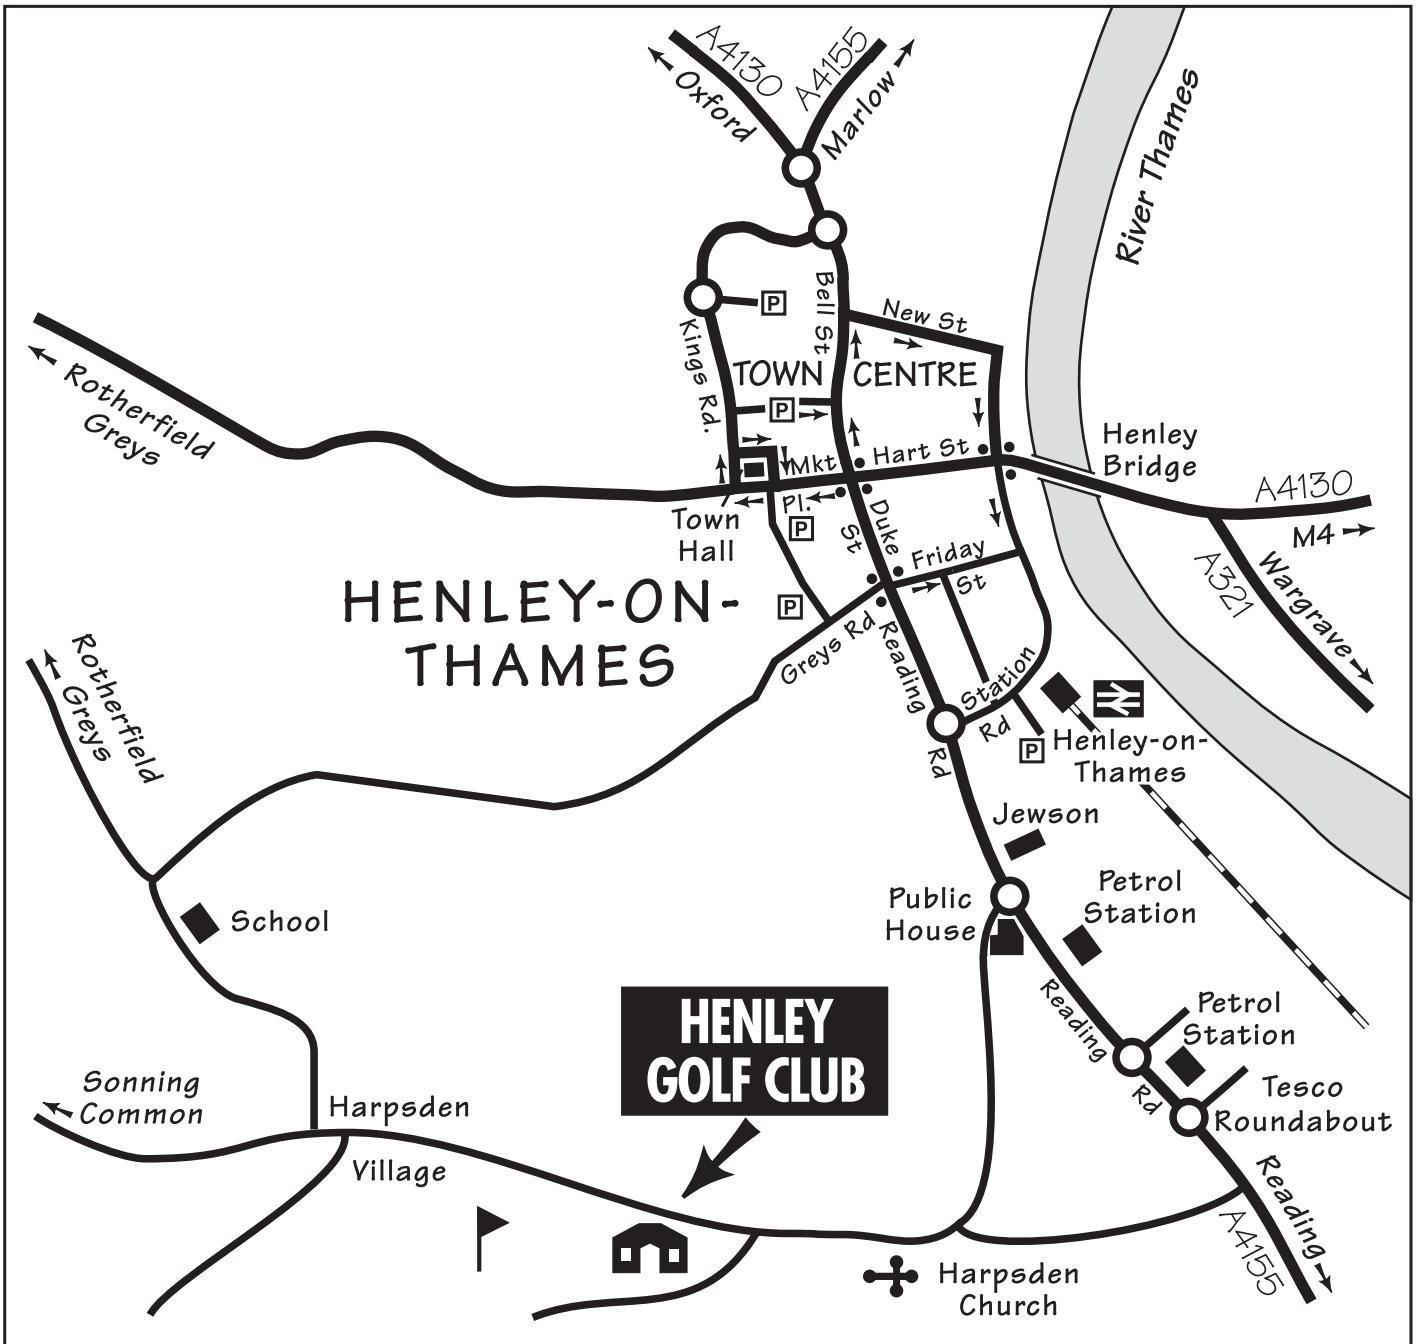 A4130
A4155
Oxford
Marlow
River Thames
Bell St
P
New St
Kings Rd.
TOWN CENTRE
P
Rotherfield
Greys
Hart St
Henley
Bridge
Mkt
Pl.
A4130
M4
Town
Hall
P
Duke
St
Friday
St
A321
Wargrave
HENLEY-ON-
THAMES
P
Greys Rd
Reading
Rd
Station
Rd
P
Henley-on-
Thames
Rotherfield
Greys
Jewson
Petrol
Station
Public
House
School
HENLEY
GOLF CLUB
Reading
Rd
Petrol
Station
Tesco
Roundabout
Sonning
Common
Harpsden
Village
Reading
A4155
Harpsden
Church